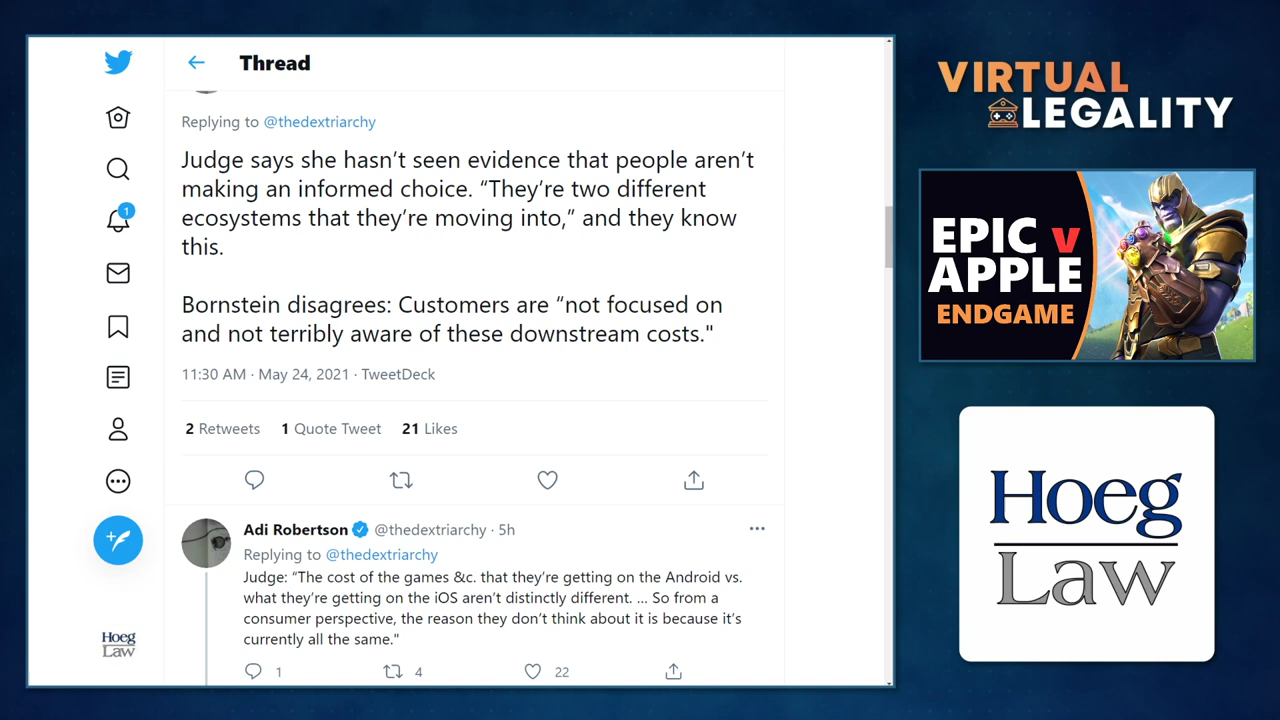 Thread
Replying to @thedextriarchy
Judge says she hasn’t seen evidence that people aren’t
making an informed choice. “They’re two different
ecosystems that they’re moving into,” and they know
this.
Bornstein disagrees: Customers are “not focused on
and not terribly aware of these downstream costs."
11:30 AM · May 24, 2021 · TweetDeck
2 Retweets 1 Quote Tweet 21 Likes
Adi Robertson @thedextriarchy · 5h
Replying to @thedextriarchy
Judge: “The cost of the games &c. that they’re getting on the Android vs.
what they’re getting on the iOS aren’t distinctly different. ... So from a
consumer perspective, the reason they don’t think about it is because it’s
currently all the same."
1 4 22
1
Hoeg
Law
VIRTUAL
LEGALITY
EPIC v
APPLE
ENDGAME
Hoeg
Law